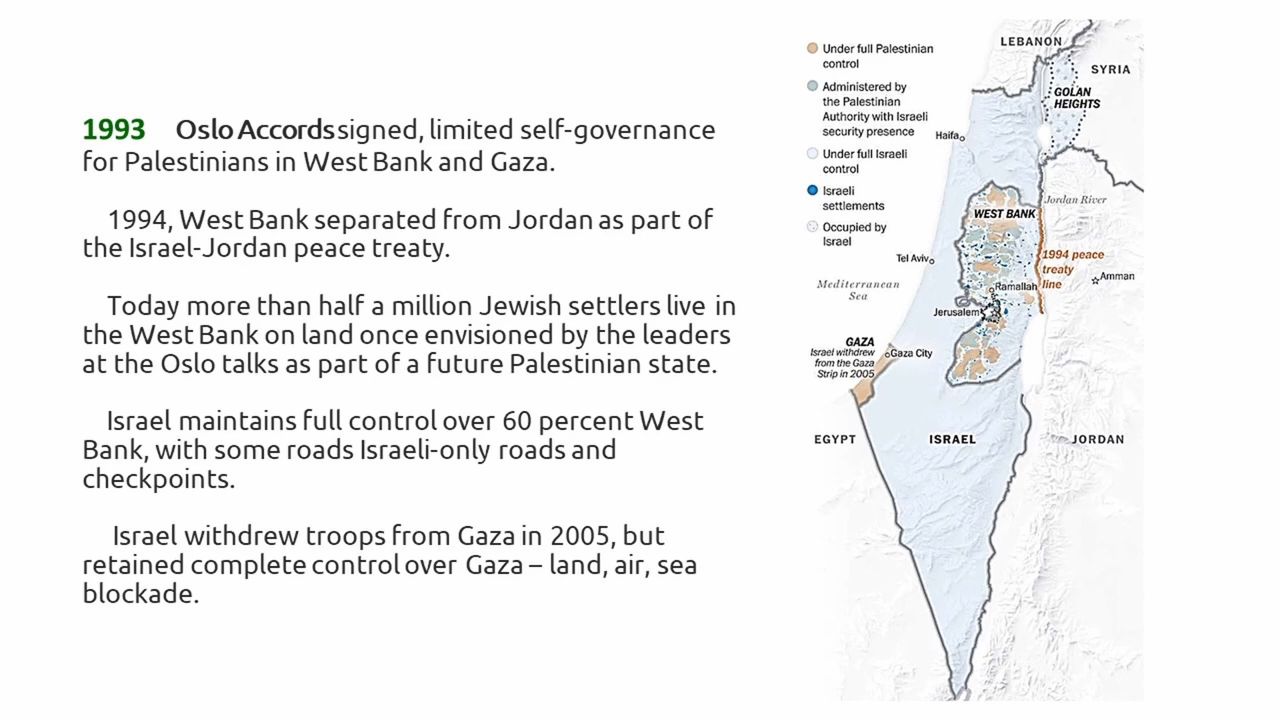 1993 Oslo Accords signed, limited self-governance
for Palestinians in West Bank and Gaza.
1994, West Bank separated from Jordan as part of
the Israel-Jordan peace treaty.
Today more than half a million Jewish settlers live in
the West Bank on land once envisioned by the leaders
at the Oslo talks as part of a future Palestinian state.
Israel maintains full control over 60 percent West
Bank, with some roads Israeli-only roads and
checkpoints.
Israel withdrew troops from Gaza in 2005, but
retained complete control over Gaza – land, air, sea
blockade.
Under full Palestinian
control
Administered by
the Palestinian
Authority with Israeli
security presence
Under full Israeli
control
Israeli
settlements
Occupied by
Israel
LEBANON
SYRIA
GOLAN
HEIGHTS
Haifa
Jordan River
WEST BANK
Tel Aviv
1994 peace
treaty
line
Amman
Mediterranean
Sea
Ramallah
Jerusalem
GAZA
Israel withdrew
from the Gaza
Strip in 2005
Gaza City
EGYPT
ISRAEL
JORDAN